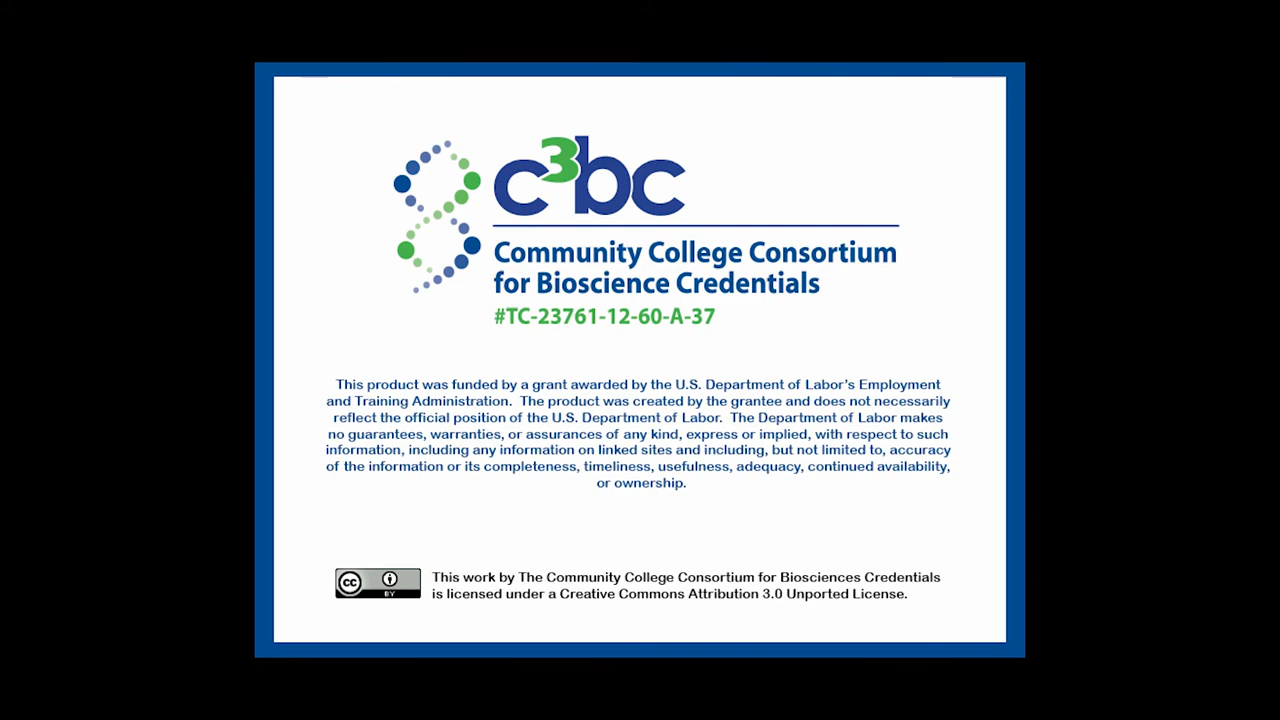 c3bc
Community College Consortium
for Bioscience Credentials
#TC-23761-12-60-A-37
This product was funded by a grant awarded by the U.S. Department of Labor’s Employment
and Training Administration.  The product was created by the grantee and does not necessarily
reflect the official position of the U.S. Department of Labor.  The Department of Labor makes
no guarantees, warranties, or assurances of any kind, express or implied, with respect to such
information, including any information on linked sites and including, but not limited to, accuracy
of the information or its completeness, timeliness, usefulness, adequacy, continued availability,
or ownership.
cc BY
This work by The Community College Consortium for Biosciences Credentials
is licensed under a Creative Commons Attribution 3.0 Unported License.